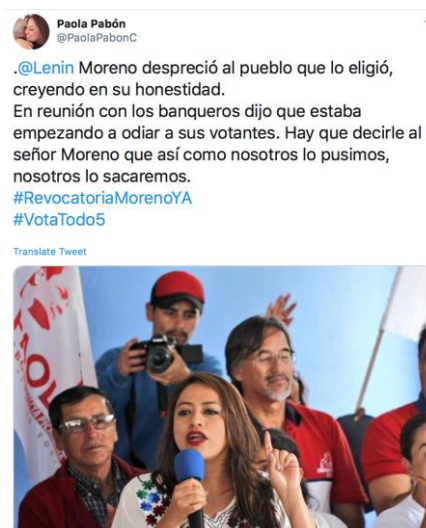 Paola Pabón
@PaolaPabonC
.@Lenin Moreno despreció al pueblo que lo eligió,
creyendo en su honestidad.
En reunión con los banqueros dijo que estaba
empezando a odiar a sus votantes. Hay que decirle al
señor Moreno que así como nosotros lo pusimos,
nosotros lo sacaremos.
#RevocatoriaMorenoYA
#VotaTodo5
Translate Tweet